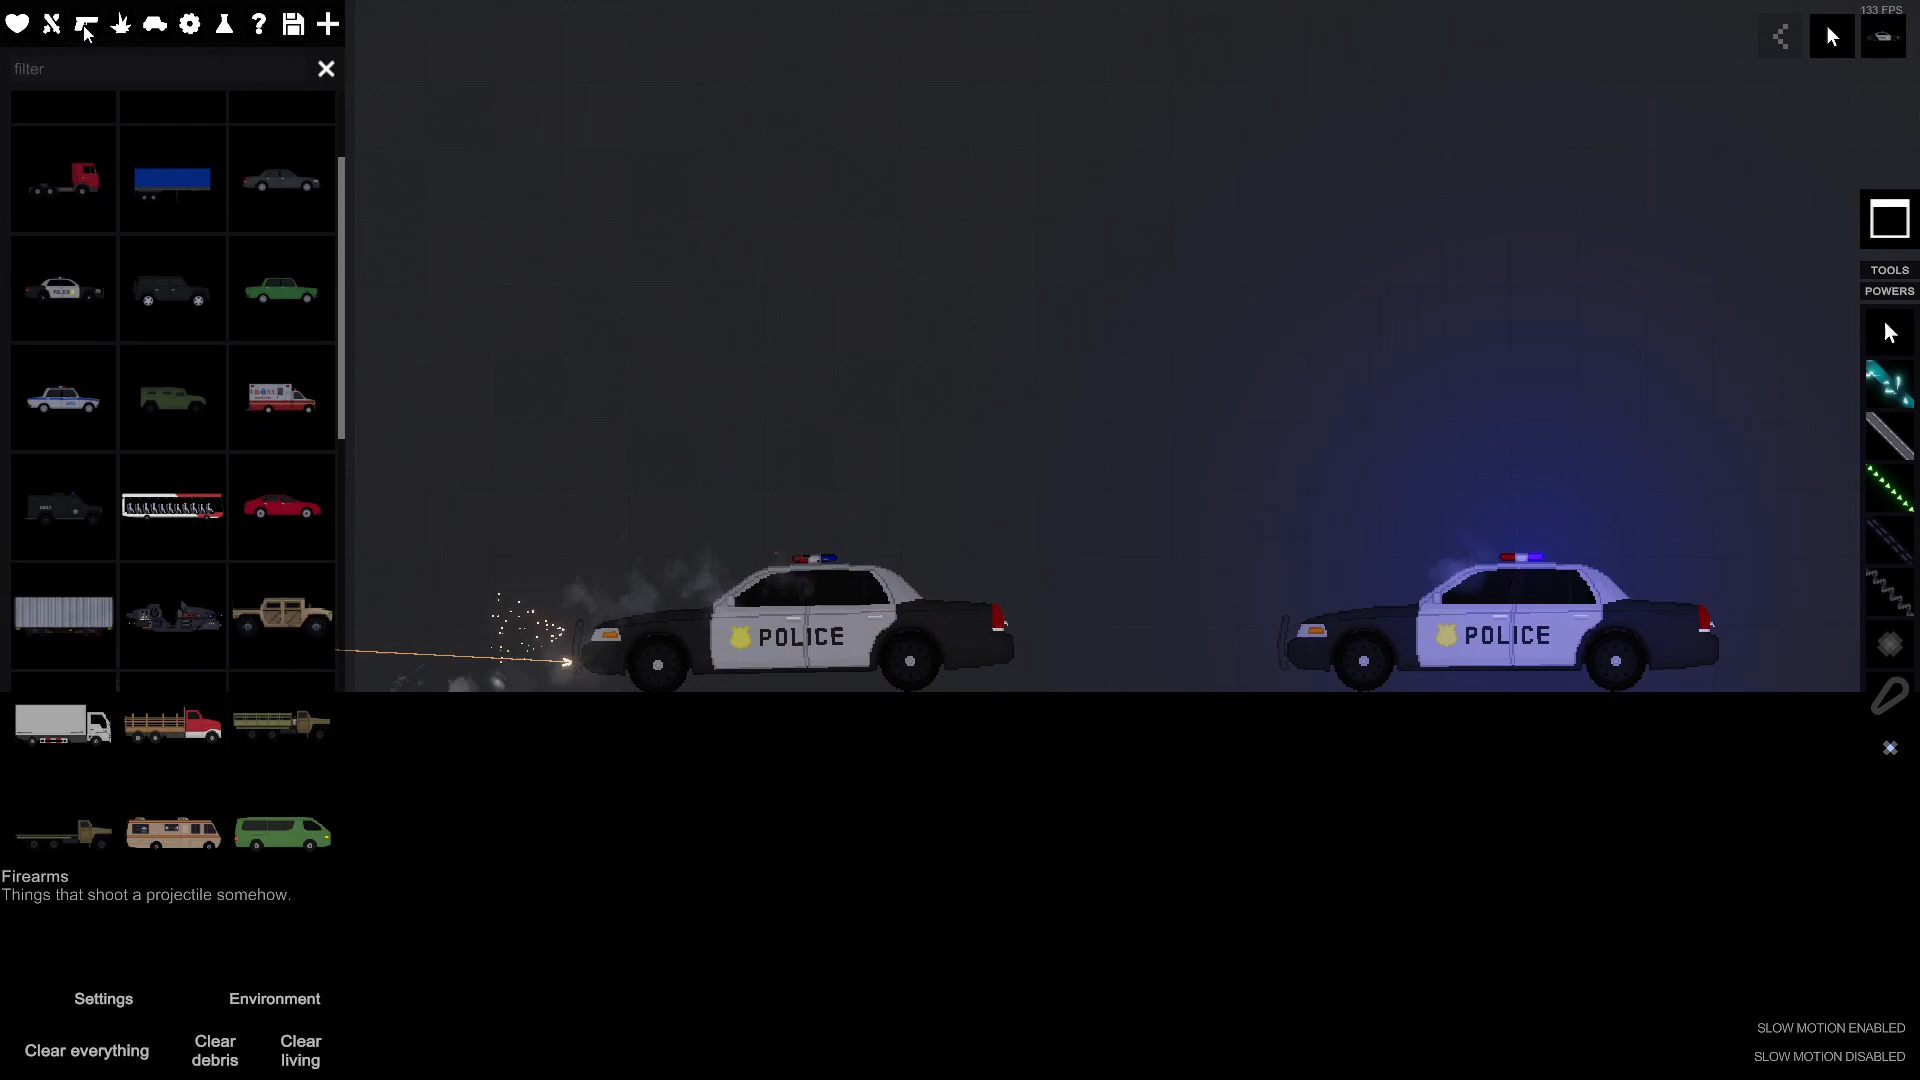 133 FPS
filter
TOOLS
POWERS
POLICE
POLICE
Firearms
Things that shoot a projectile somehow.
Settings
Environment
Clear everything
Clear debris
Clear living
SLOW MOTION ENABLED
SLOW MOTION DISABLED